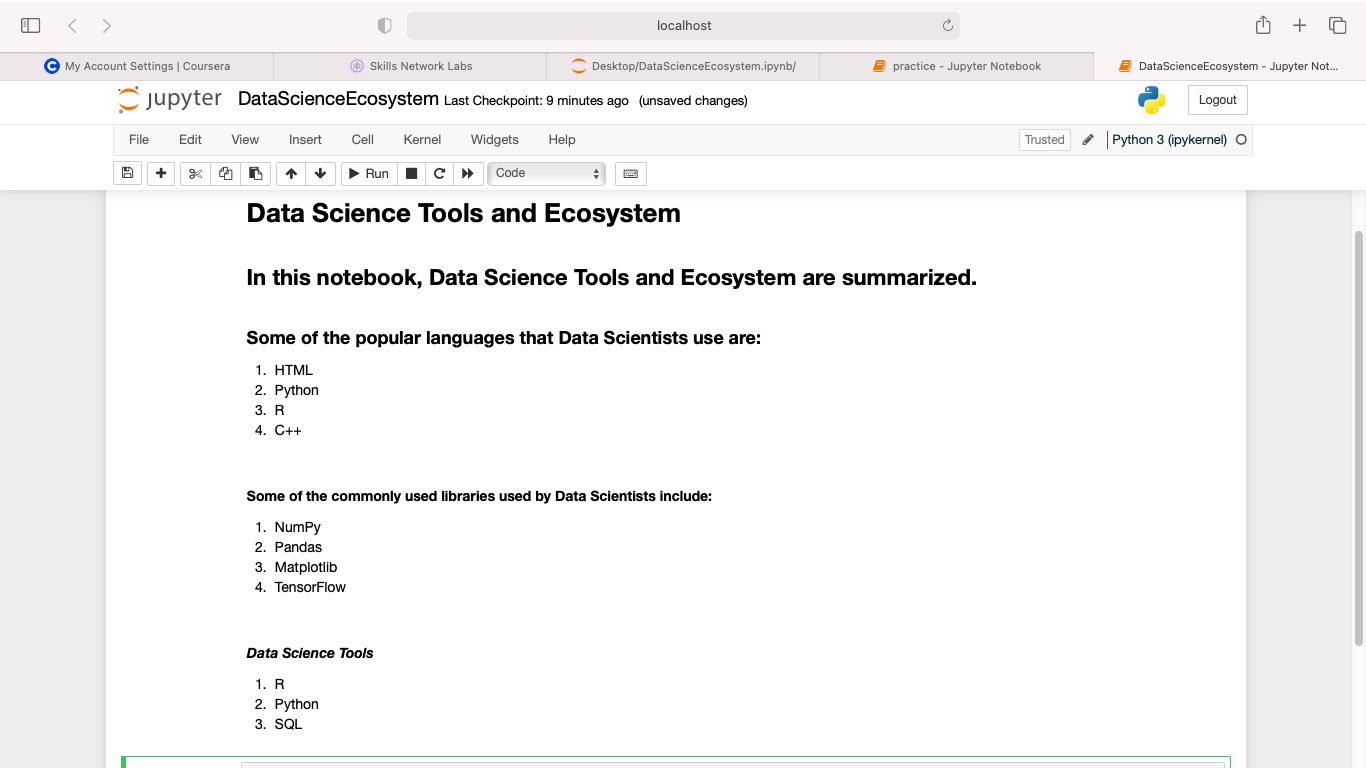 localhost
My Account Settings | Coursera
Skills Network Labs
Desktop/DataScienceEcosystem.ipynb/
practice - Jupyter Notebook
DataScienceEcosystem - Jupyter Not...
jupyter DataScienceEcosystem Last Checkpoint: 9 minutes ago (unsaved changes)
Logout
File Edit View Insert Cell Kernel Widgets Help
Trusted
Python 3 (ipykernel)
Run
Code
Data Science Tools and Ecosystem
In this notebook, Data Science Tools and Ecosystem are summarized.
Some of the popular languages that Data Scientists use are:
1. HTML
2. Python
3. R
4. C++
Some of the commonly used libraries used by Data Scientists include:
1. NumPy
2. Pandas
3. Matplotlib
4. TensorFlow
Data Science Tools
1. R
2. Python
3. SQL